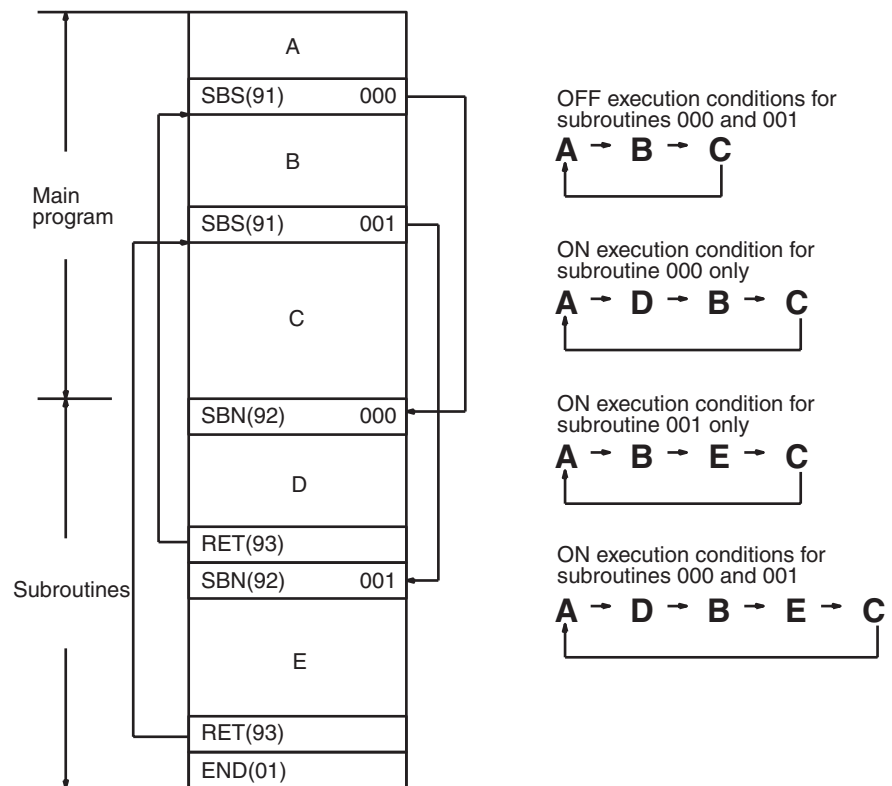 A
SBS(91) 000
B
Main
program
SBS(91) 001
C
SBN(92) 000
D
RET(93)
SBN(92) 001
Subroutines
E
RET(93)
END(01)
OFF execution conditions for
subroutines 000 and 001
A → B → C
ON execution condition for
subroutine 000 only
A → D → B → C
ON execution condition for
subroutine 001 only
A → B → E → C
ON execution conditions for
subroutines 000 and 001
A → D → B → E → C